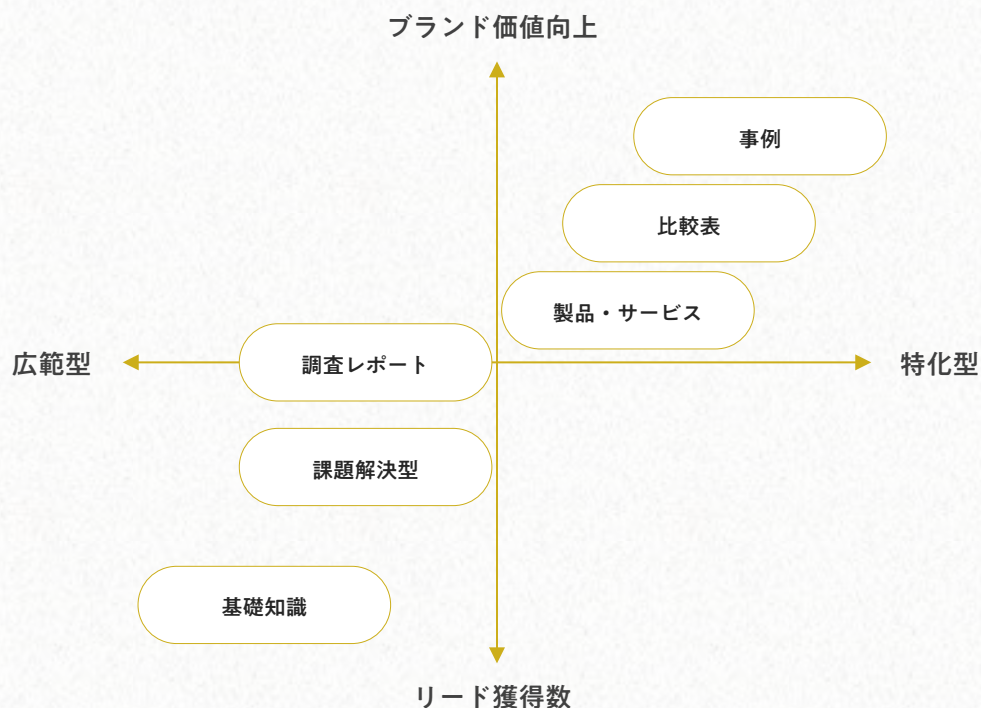 ブランド価値向上
事例
比較表
製品・サービス
広範型
調査レポート
特化型
課題解決型
基礎知識
リード獲得数